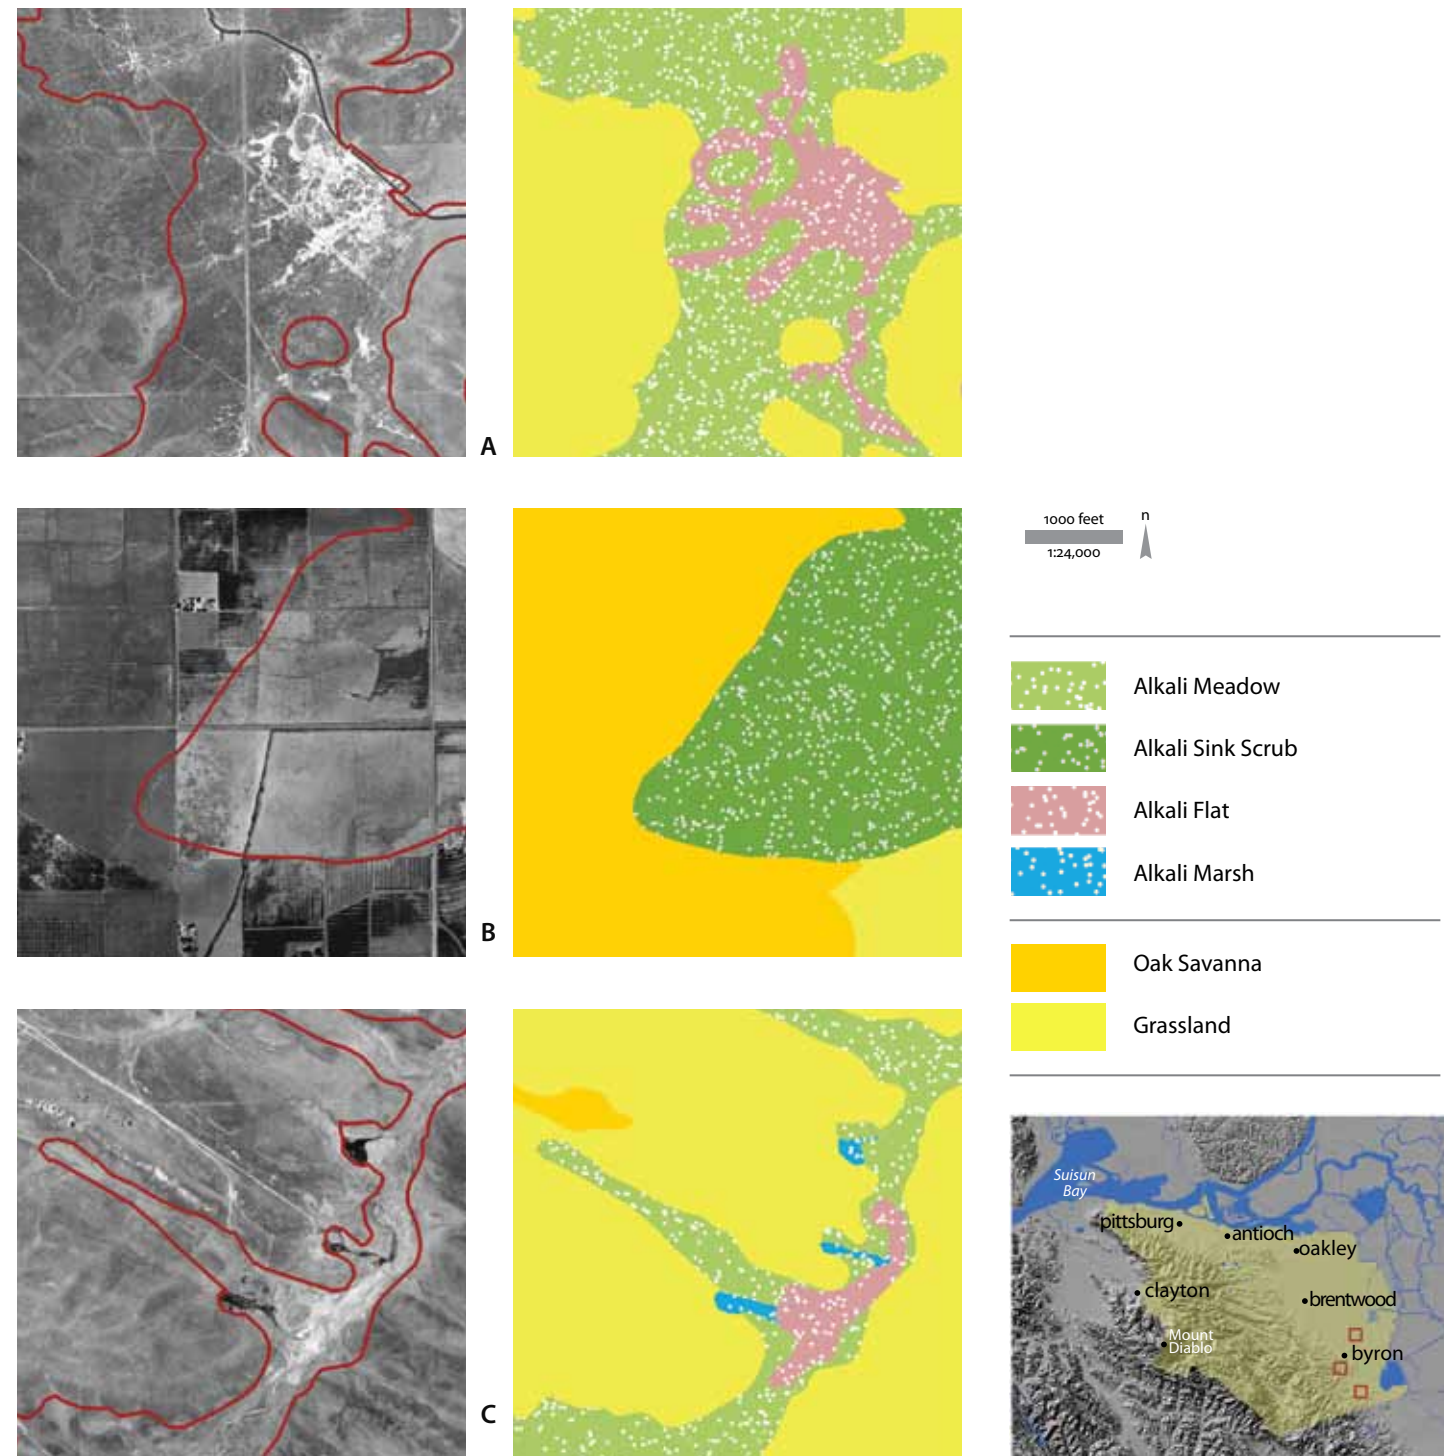 A
B
C
1000 feet
n
1:24,000
Alkali Meadow
Alkali Sink Scrub
Alkali Flat
Alkali Marsh
Oak Savanna
Grassland
Suisun
Bay
pittsburg
antioch
oakley
clayton
brentwood
Mount
Diablo
byron